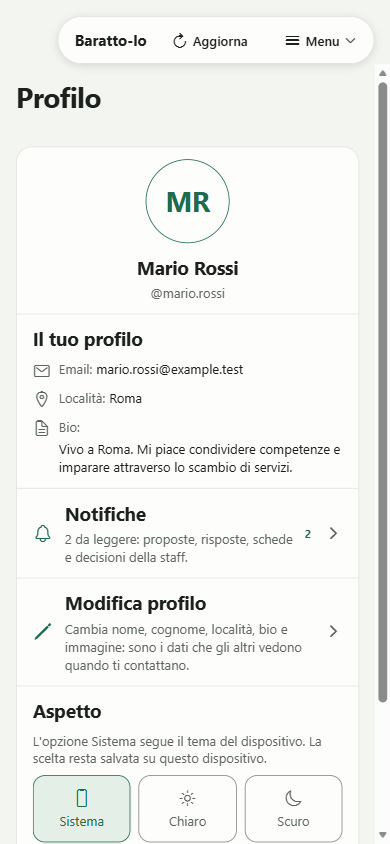 Baratto-lo
Aggiorna
Menu
Profilo
MR
Mario Rossi
@mario.rossi
Il tuo profilo
Email: mario.rossi@example.test
Località: Roma
Bio:
Vivo a Roma. Mi piace condividere competenze e
imparare attraverso lo scambio di servizi.
Notifiche
2 da leggere: proposte, risposte, schede
e decisioni della staff.
2
Modifica profilo
Cambia nome, cognome, località, bio e
immagine: sono i dati che gli altri vedono
quando ti contattano.
Aspetto
L'opzione Sistema segue il tema del dispositivo. La
scelta resta salvata su questo dispositivo.
Sistema
Chiaro
Scuro